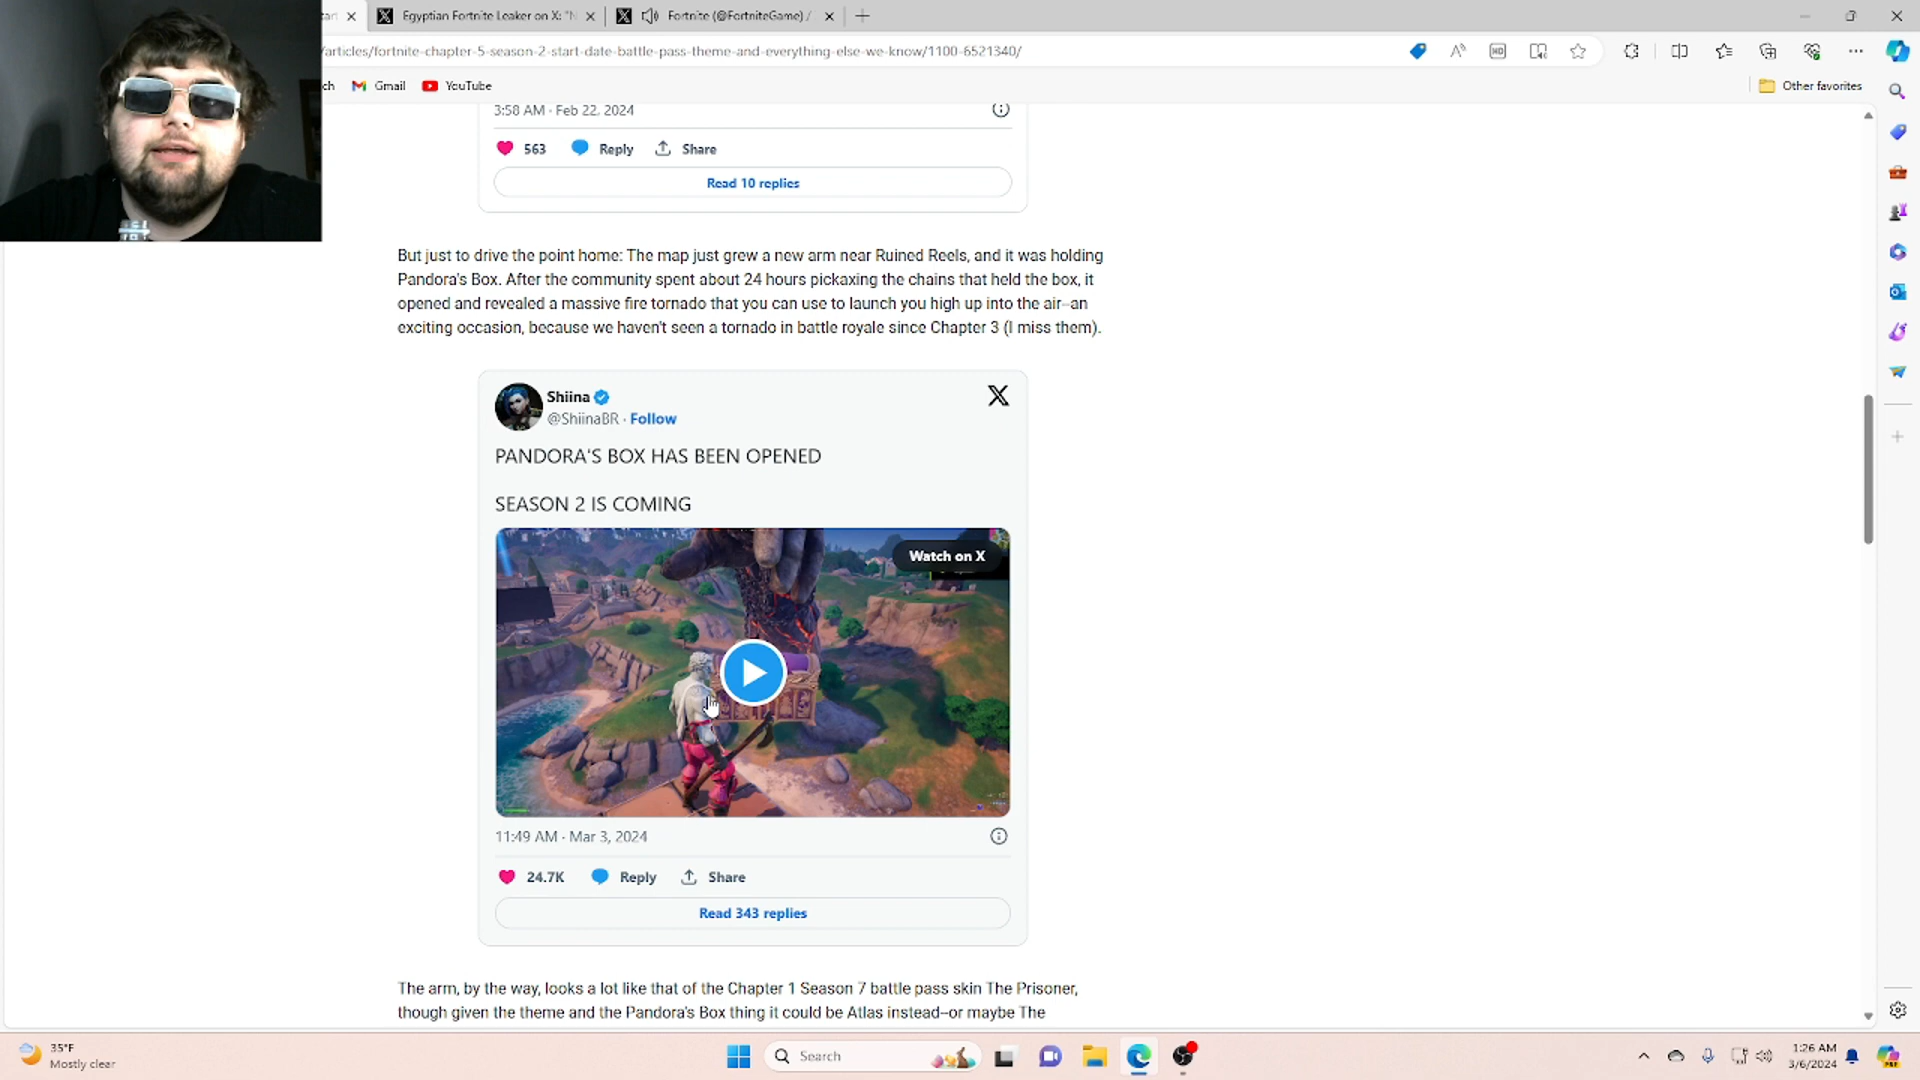 Egyptian Fortnite Leaker on X: "N
Fortnite (@FortniteGame) /
/articles/fortnite-chapter-5-season-2-start-date-battle-pass-theme-and-everything-else-we-know/1100-6521340/
ch
Gmail
YouTube
Other favorites
3:58 AM · Feb 22, 2024
563 Reply Share
Read 10 replies
But just to drive the point home: The map just grew a new arm near Ruined Reels, and it was holding
Pandora's Box. After the community spent about 24 hours pickaxing the chains that held the box, it
opened and revealed a massive fire tornado that you can use to launch you high up into the air--an
exciting occasion, because we haven't seen a tornado in battle royale since Chapter 3 (I miss them).
Shiina
@ShiinaBR · Follow
PANDORA'S BOX HAS BEEN OPENED
SEASON 2 IS COMING
Watch on X
11:49 AM · Mar 3, 2024
24.7K Reply Share
Read 343 replies
The arm, by the way, looks a lot like that of the Chapter 1 Season 7 battle pass skin The Prisoner,
though given the theme and the Pandora's Box thing it could be Atlas instead--or maybe The
35°F
Mostly clear
Search
1:26 AM
3/6/2024